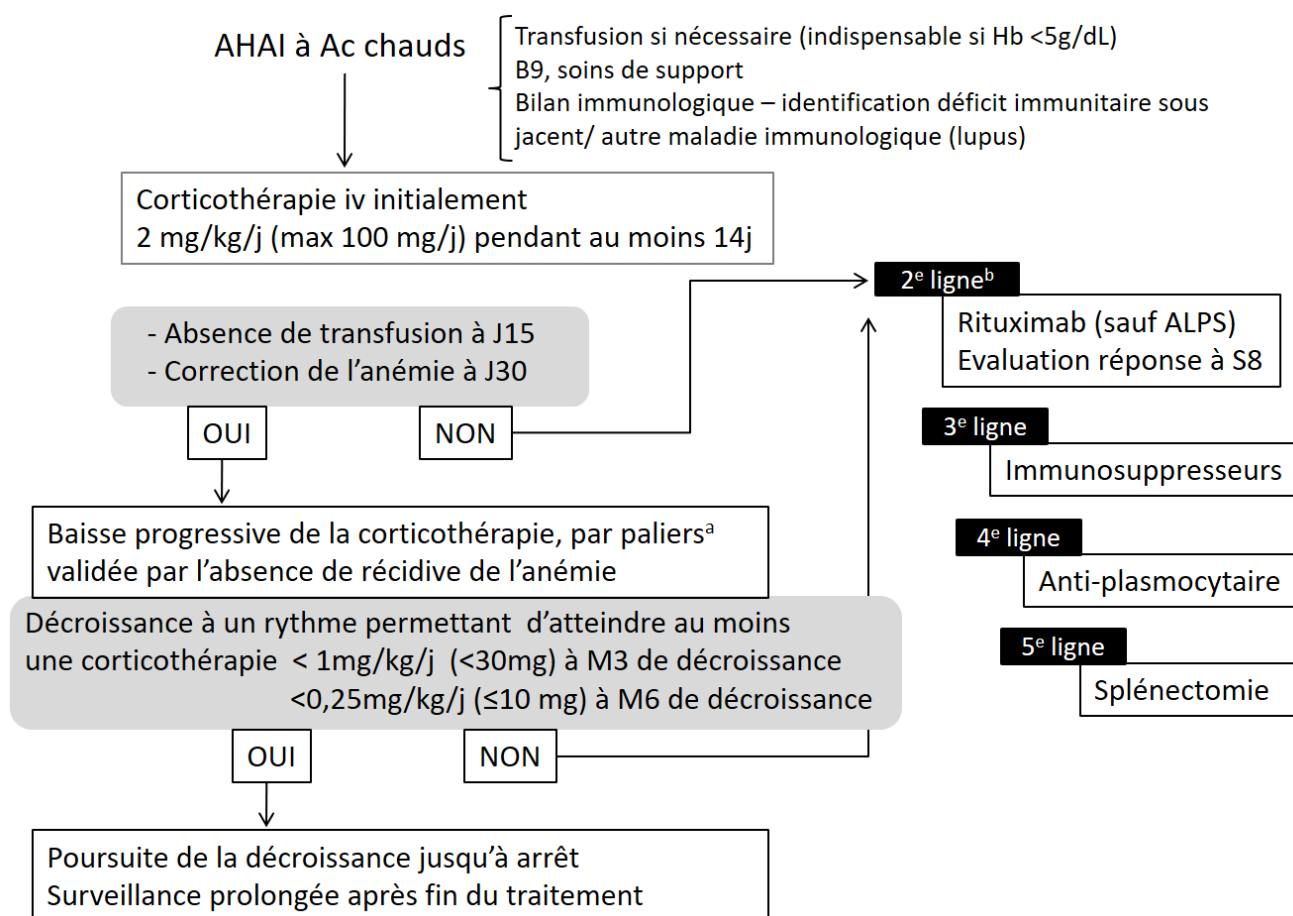 AHAI à Ac chauds
Transfusion si nécessaire (indispensable si Hb <5g/dL)
B9, soins de support
Bilan immunologique – identification déficit immunitaire sous
jacent/ autre maladie immunologique (lupus)
Corticothérapie iv initialement
2 mg/kg/j (max 100 mg/j) pendant au moins 14j
- Absence de transfusion à J15
- Correction de l’anémie à J30
OUI
NON
Baisse progressive de la corticothérapie, par paliersᵃ
validée par l’absence de récidive de l’anémie
Décroissance à un rythme permettant d’atteindre au moins
une corticothérapie < 1mg/kg/j (<30mg) à M3 de décroissance
<0,25mg/kg/j (≤10 mg) à M6 de décroissance
OUI
NON
Poursuite de la décroissance jusqu’à arrêt
Surveillance prolongée après fin du traitement
2ᵉ ligneᵇ
Rituximab (sauf ALPS)
Evaluation réponse à S8
3ᵉ ligne
Immunosuppresseurs
4ᵉ ligne
Anti-plasmocytaire
5ᵉ ligne
Splénectomie